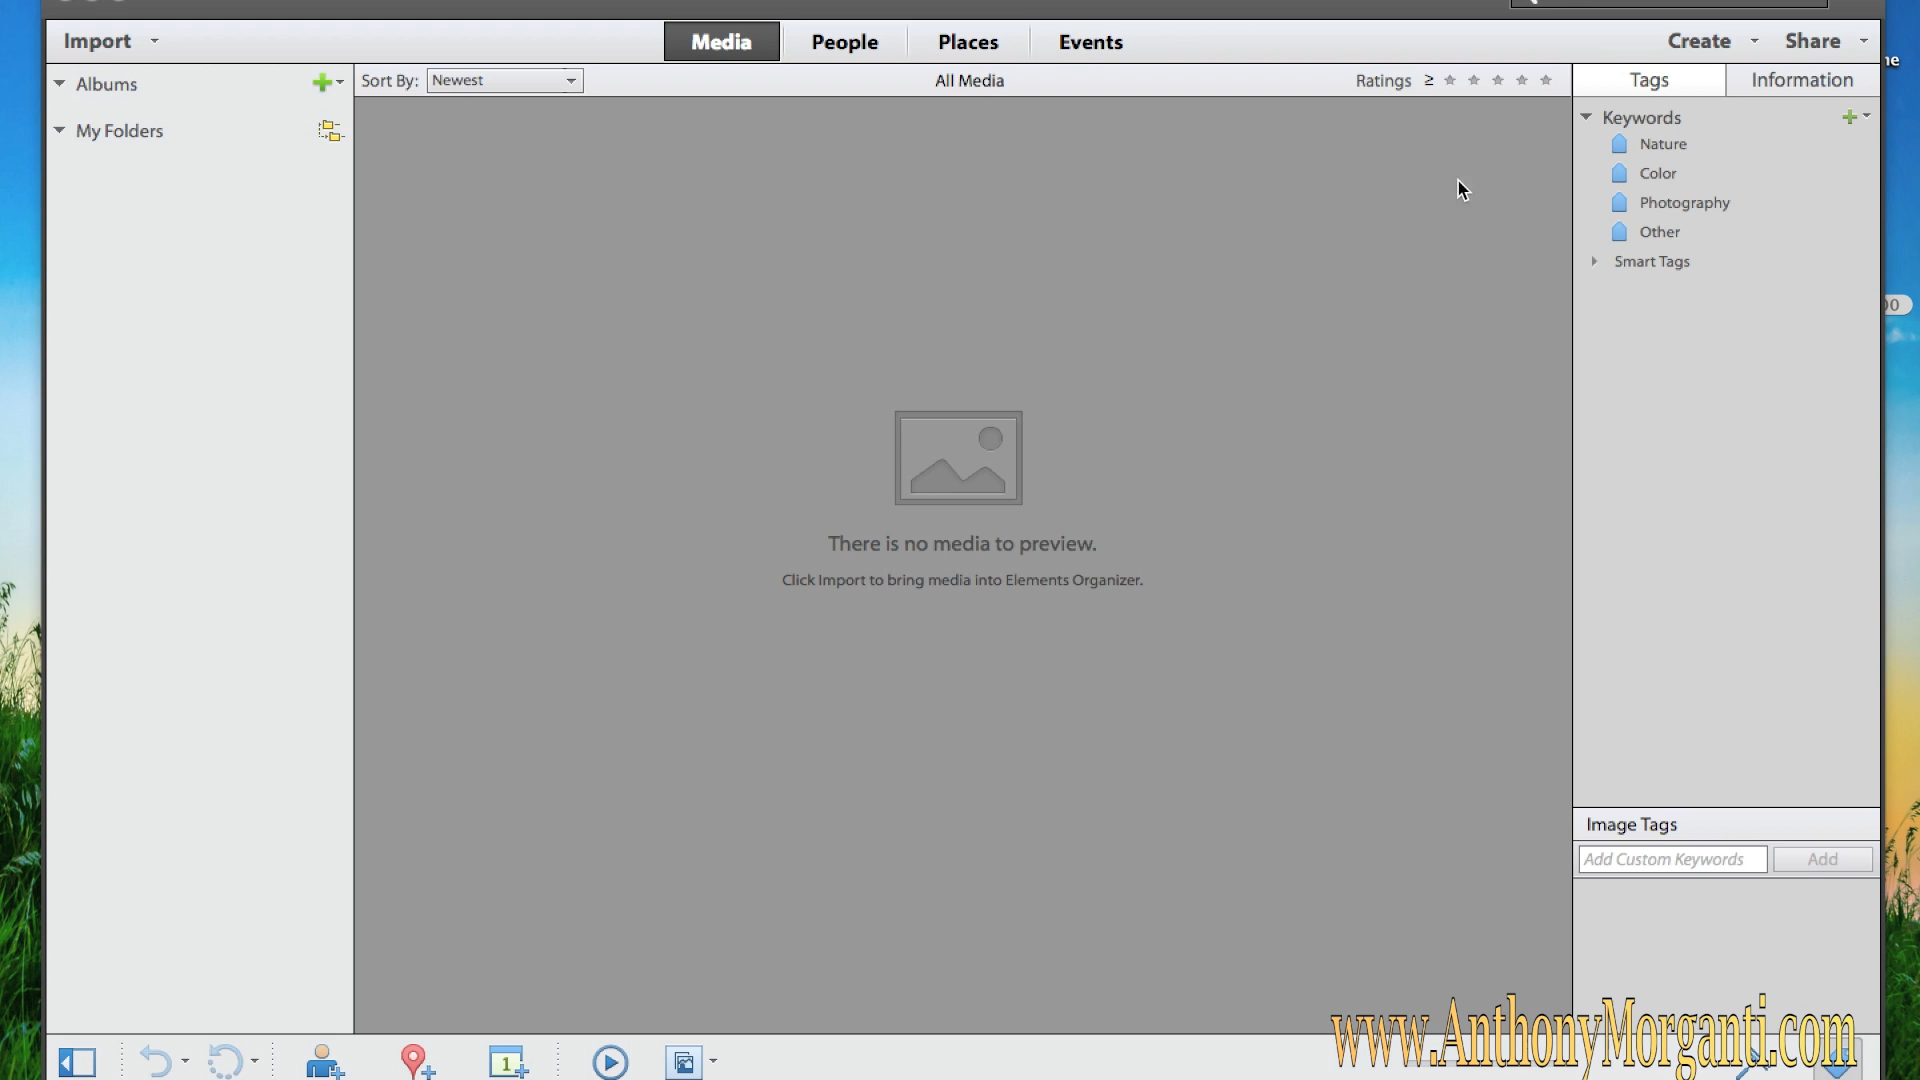 Import
Media
People
Places
Events
Create
Share
Albums
Sort By:
Newest
All Media
Ratings ≥
Tags
Information
My Folders
Keywords
Nature
Color
Photography
Other
Smart Tags
There is no media to preview.
Click Import to bring media into Elements Organizer.
Image Tags
Add Custom Keywords
Add
1
www.AnthonyMorganti.com